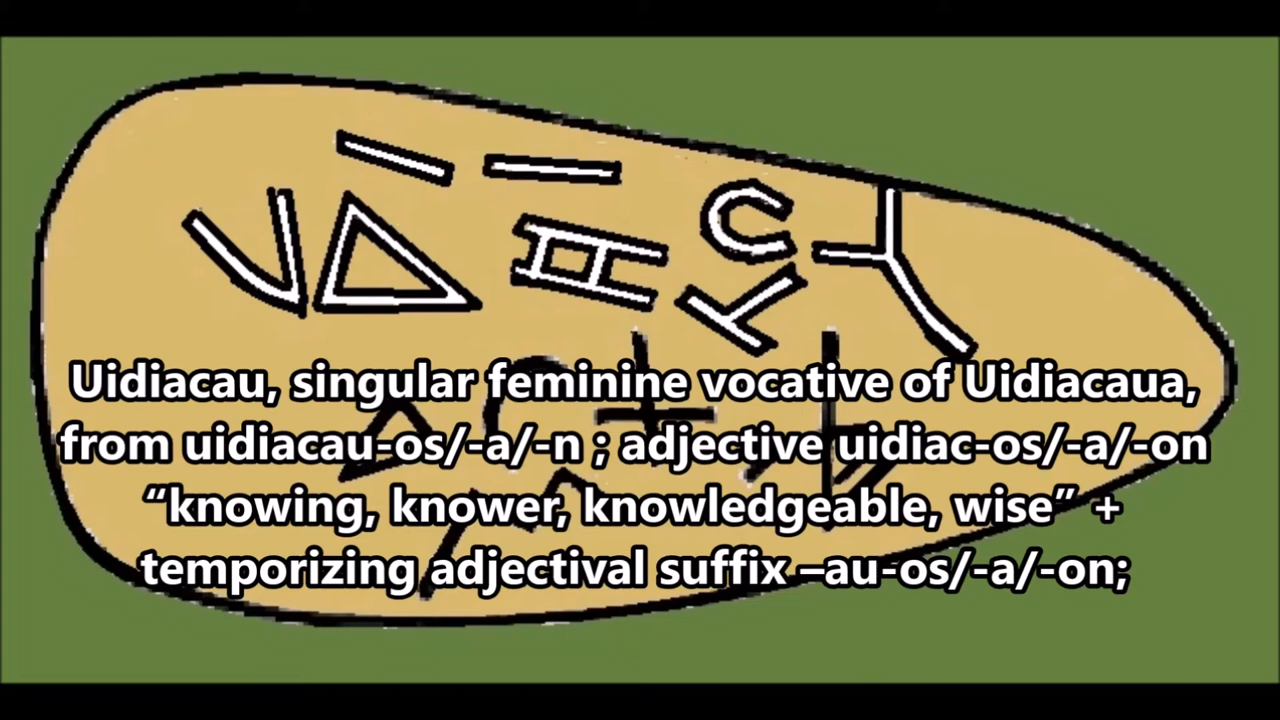 Uidiacau, singular feminine vocative of Uidiacaua,
from uidiacau-os/-a/-n ; adjective uidiac-os/-a/-on
“knowing, knower, knowledgeable, wise” +
temporizing adjectival suffix –au-os/-a/-on;